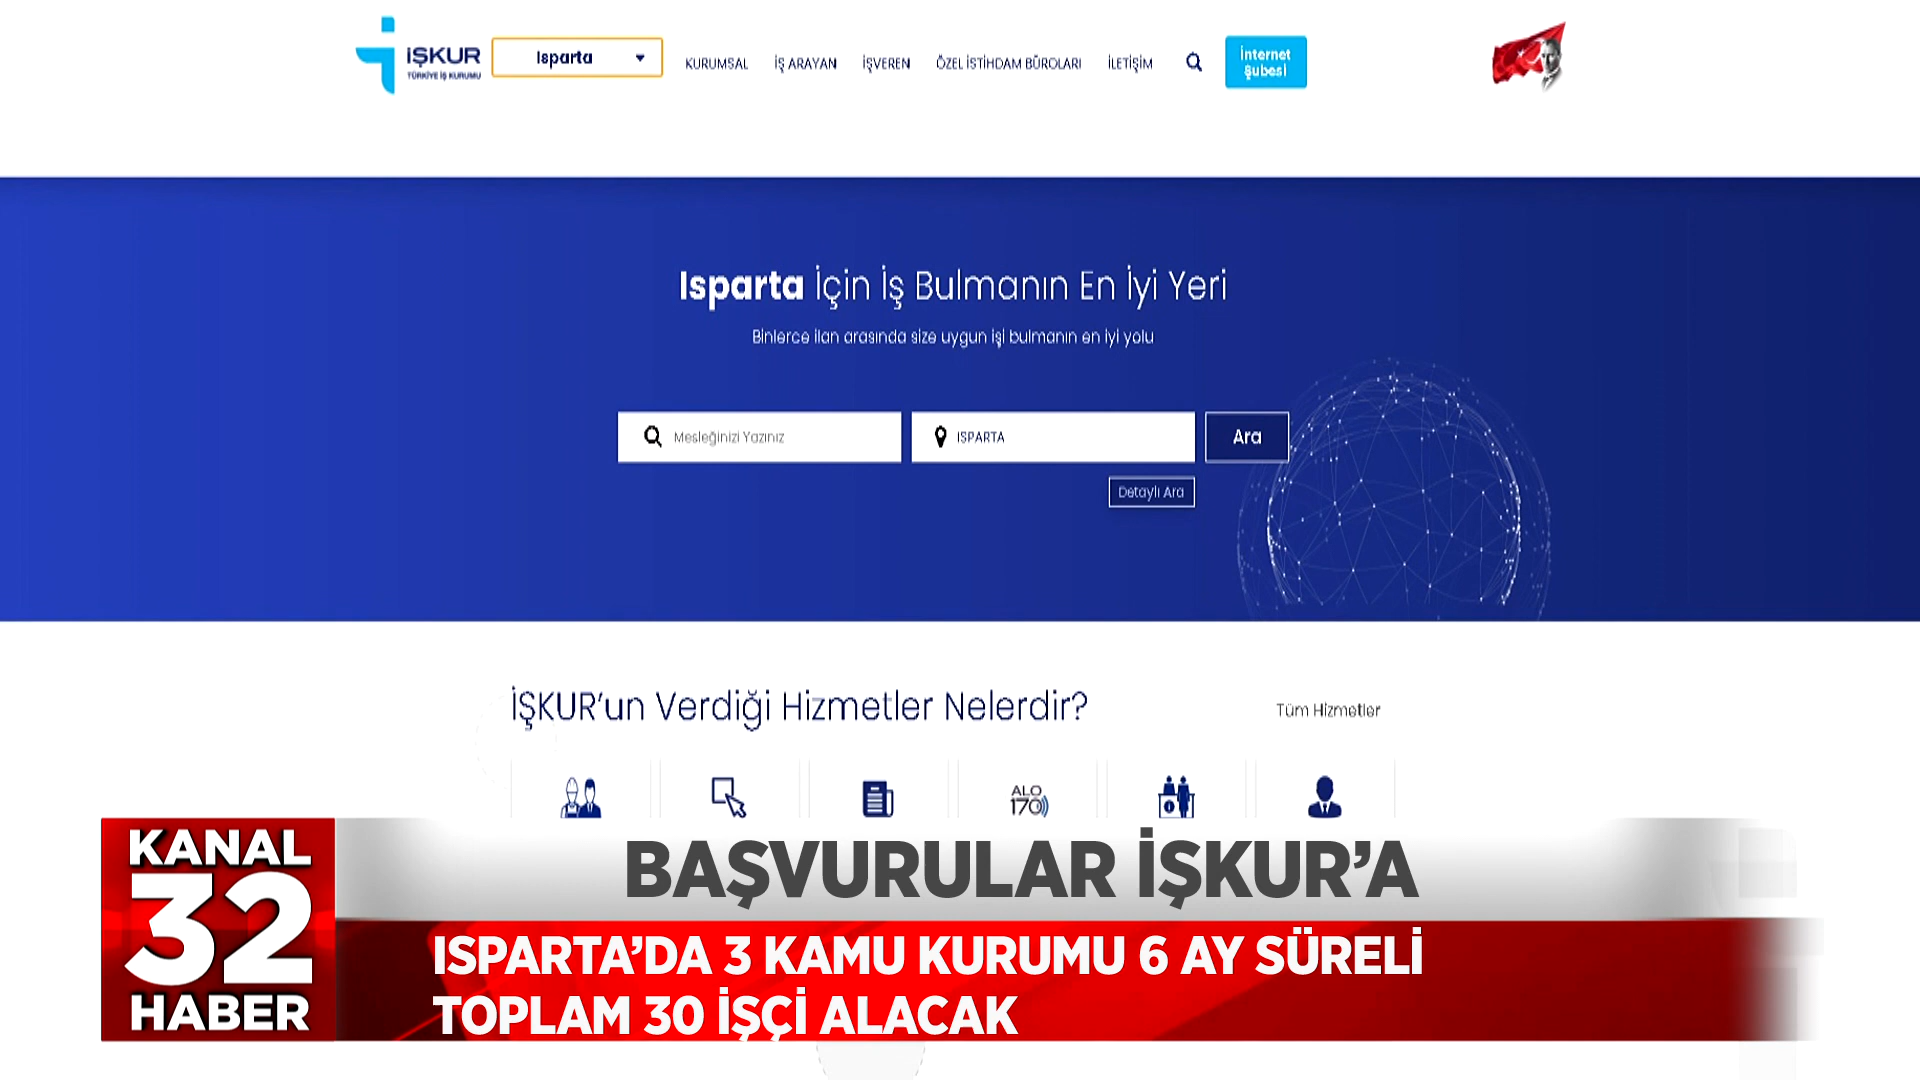 İŞKUR
TÜRKİYE İŞ KURUMU
Isparta
KURUMSAL
İŞ ARAYAN
İŞVEREN
ÖZEL İSTİHDAM BÜROLARI
İLETİŞİM
İnternet
Şubesi
Isparta İçin İş Bulmanın En İyi Yeri
Binlerce ilan arasında size uygun işi bulmanın en iyi yolu
Mesleğinizi Yazınız
ISPARTA
Ara
Detaylı Ara
İŞKUR’un Verdiği Hizmetler Nelerdir?
Tüm Hizmetler
ALO
170
KANAL
32
HABER
BAŞVURULAR İŞKUR’A
ISPARTA’DA 3 KAMU KURUMU 6 AY SÜRELİ
TOPLAM 30 İŞÇİ ALACAK